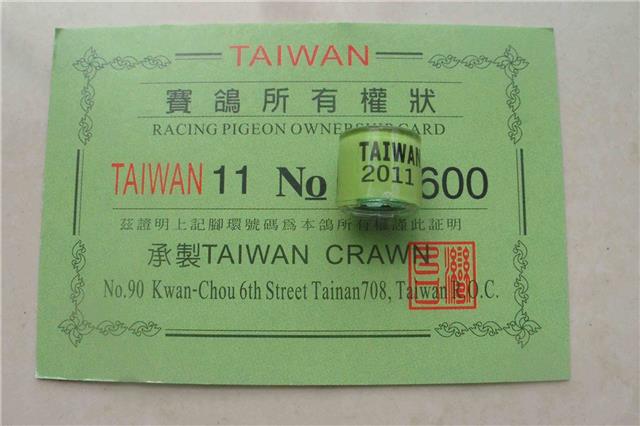 TAIWAN
賽鴿所有權狀
RACING PIGEON OWNERSHIP CARD
TAIWAN 11 No 600
TAIWAN
2011
茲證明上記腳環號碼爲本鴿所有權謹此証明
承製TAIWAN CRAWN
No.90 Kwan-Chou 6th Street Tainan708, Taiwan R.O.C.